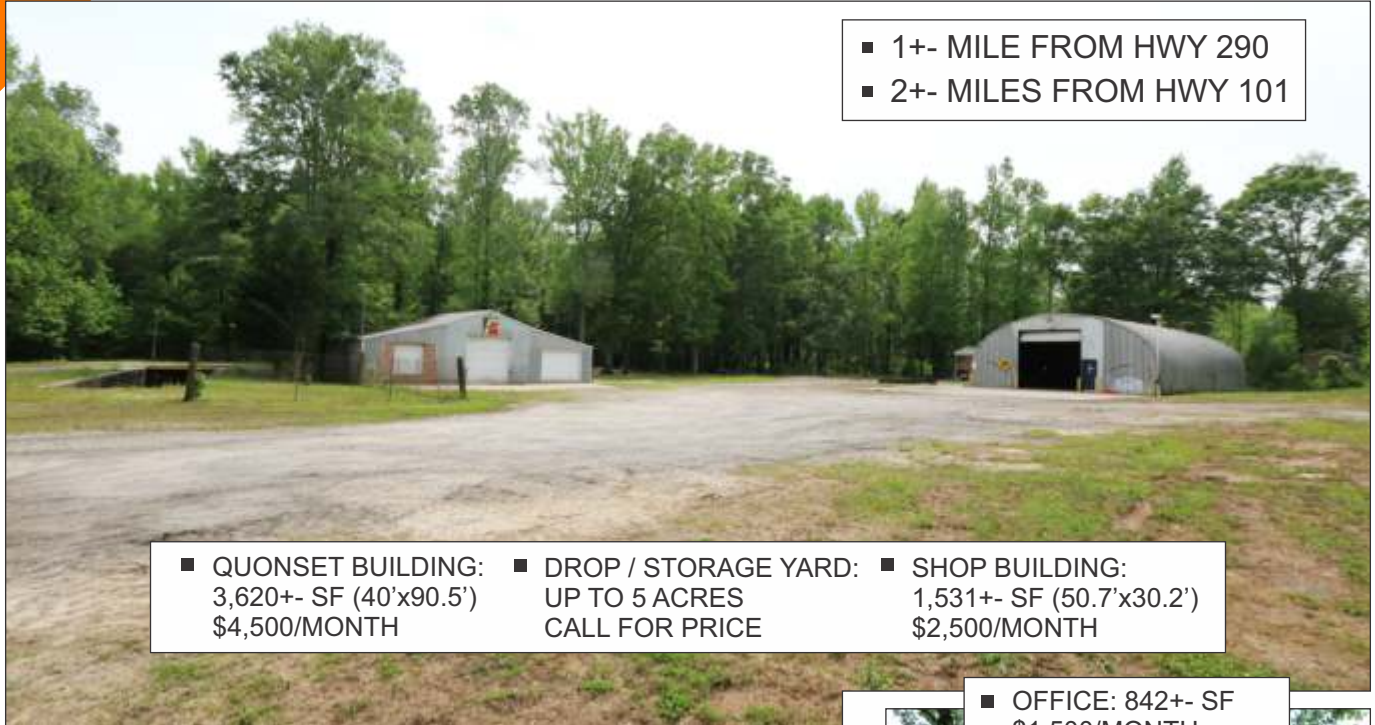 ■ 1+- MILE FROM HWY 290
■ 2+- MILES FROM HWY 101
■ QUONSET BUILDING:
3,620+- SF (40’x90.5’)
$4,500/MONTH
■ DROP / STORAGE YARD:
UP TO 5 ACRES
CALL FOR PRICE
■ SHOP BUILDING:
1,531+- SF (50.7’x30.2’)
$2,500/MONTH
■ OFFICE: 842+- SF